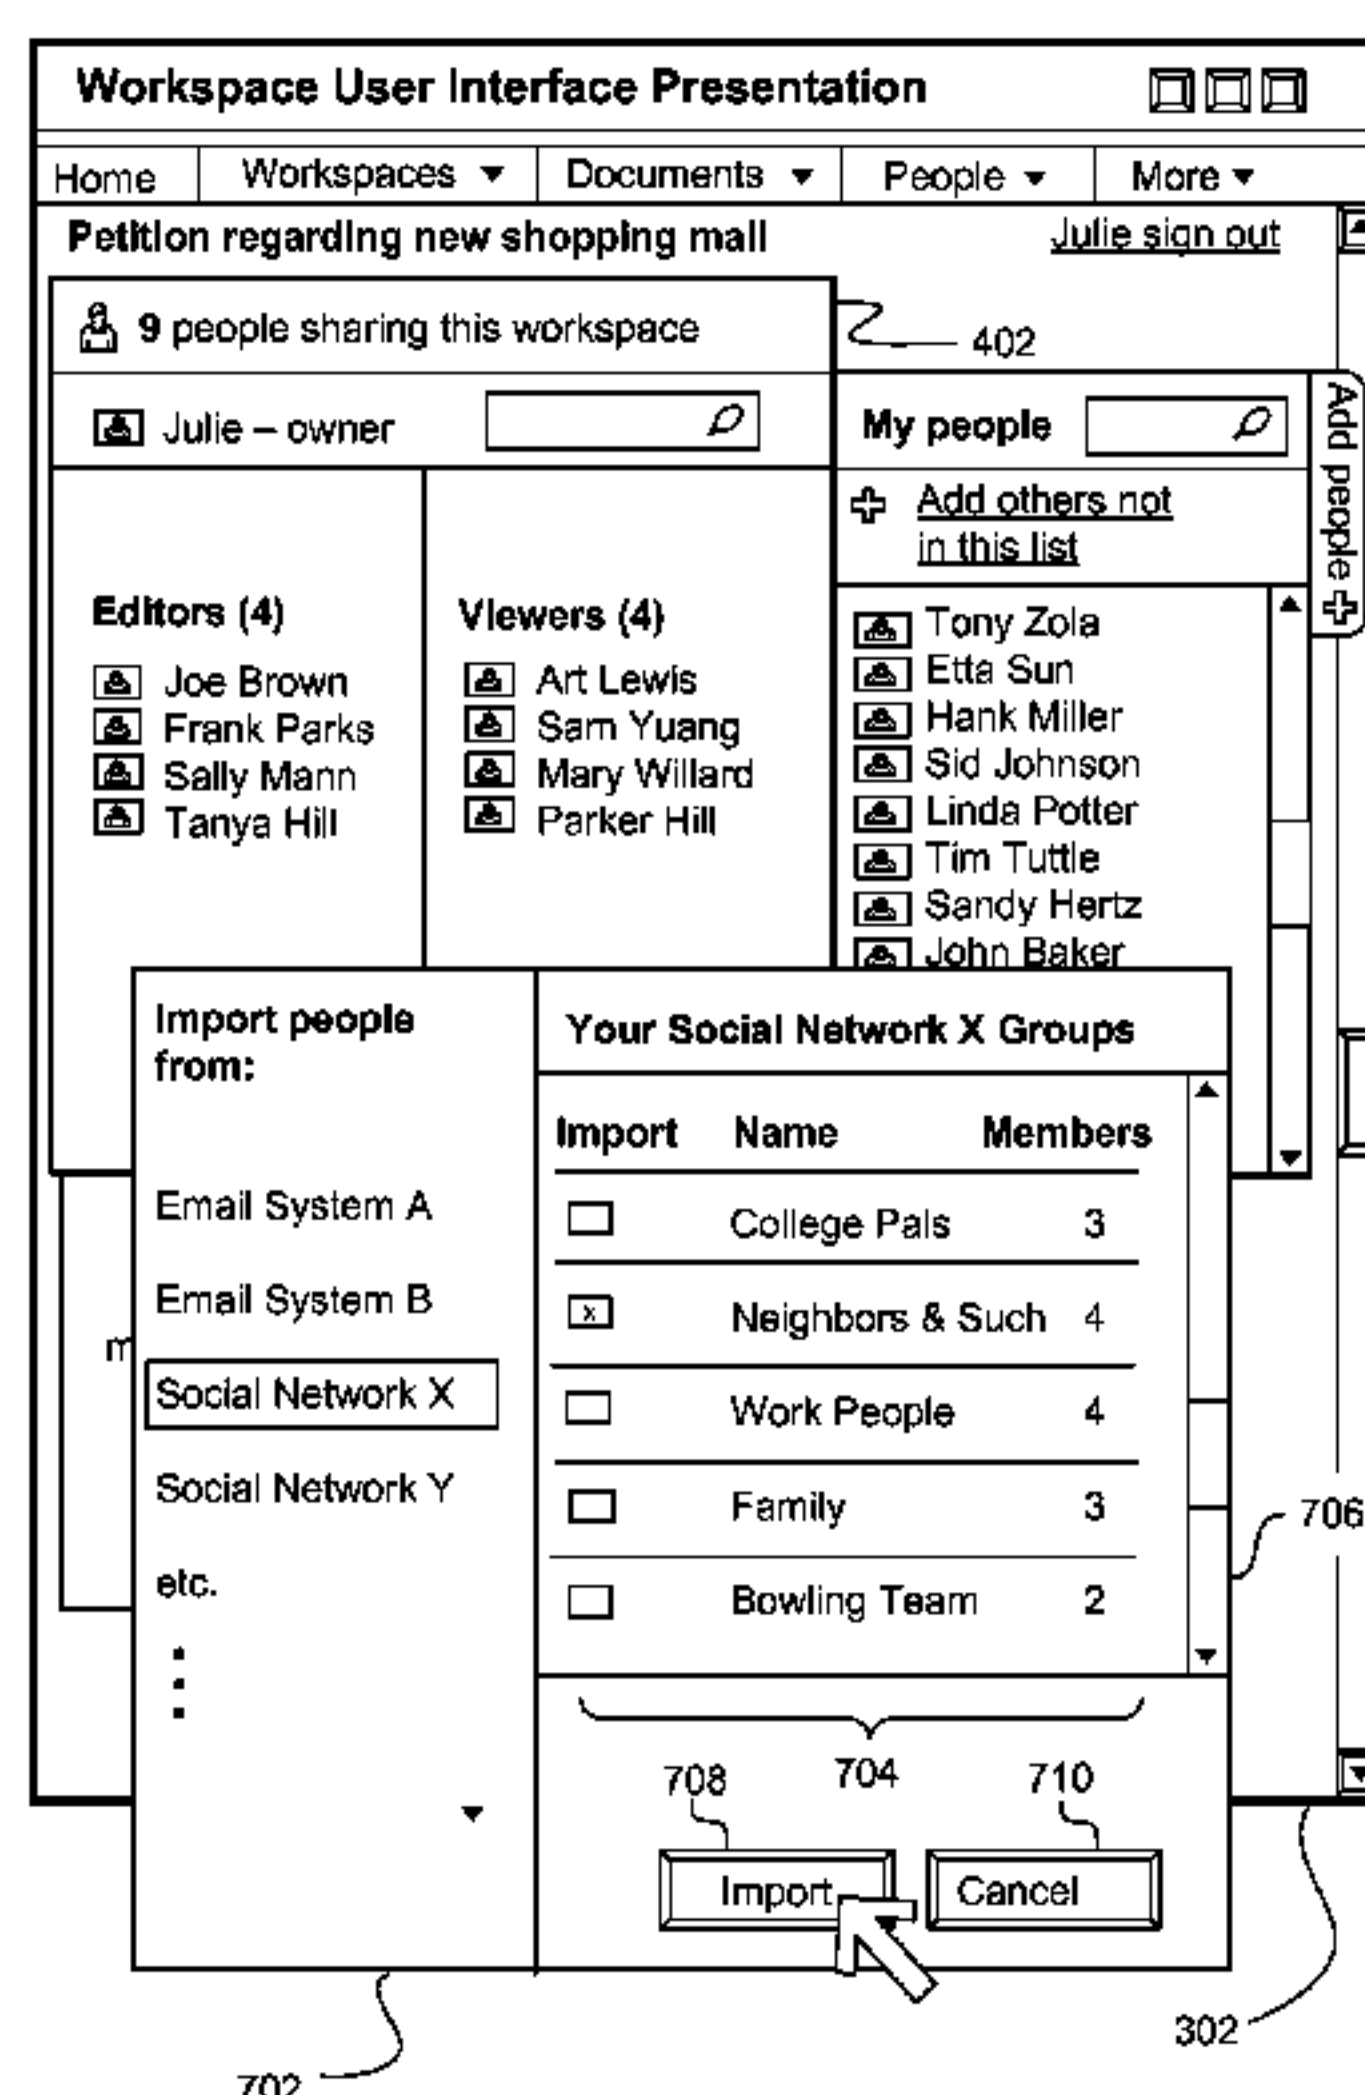 Workspace User Interface Presentation
Home Workspaces Documents People More
Petition regarding new shopping mall Julie sign out
9 people sharing this workspace
402
Julie – owner
My people
Add people
Add others not
in this list
Editors (4)
Joe Brown
Frank Parks
Sally Mann
Tanya Hill
Viewers (4)
Art Lewis
Sam Yuang
Mary Willard
Parker Hill
Tony Zola
Etta Sun
Hank Miller
Sid Johnson
Linda Potter
Tim Tuttle
Sandy Hertz
John Baker
m
Import people
from:
Email System A
Email System B
Social Network X
Social Network Y
etc.
Your Social Network X Groups
Import Name Members
College Pals 3
x Neighbors & Such 4
Work People 4
Family 3
Bowling Team 2
706
704
708
710
Import
Cancel
302
702